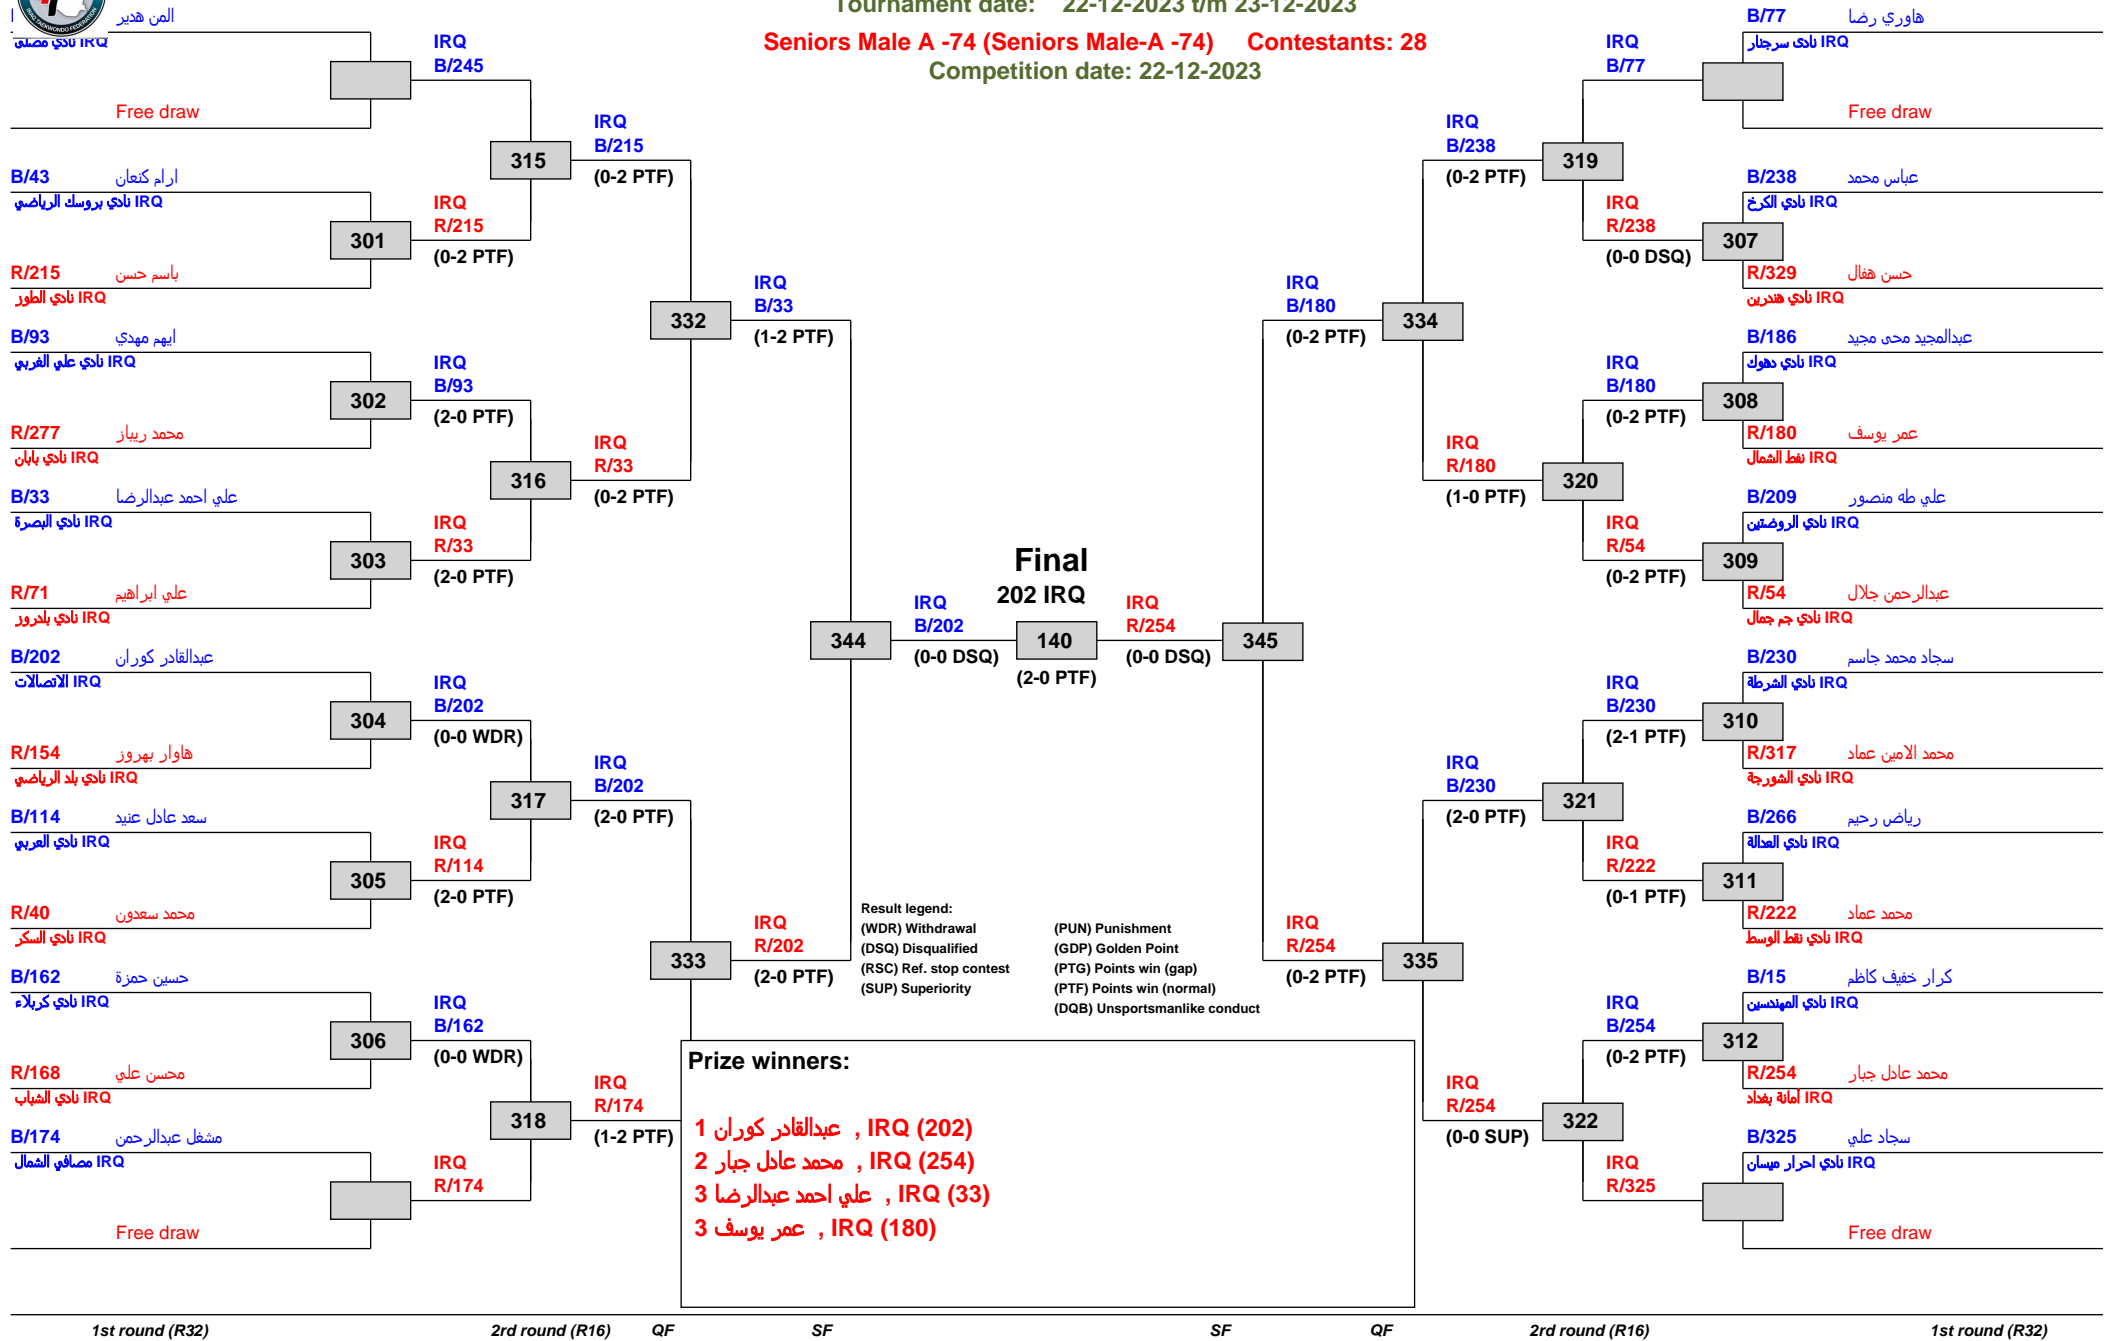 IRAQ TAEKWONDO FEDERATION
Tournament date: 22-12-2023 t/m 23-12-2023
Seniors Male A -74 (Seniors Male-A -74) Contestants: 28
Competition date: 22-12-2023
المن هدير
IRQ نادي مصلى
Free draw
B/43 ارام كنعان
IRQ نادي بروسك الرياضي
301
R/215 باسم حسن
IRQ نادي الطور
B/93 ايهم مهدي
IRQ نادي علي الغربي
302
R/277 محمد ريباز
IRQ نادي بابان
B/33 علي احمد عبدالرضا
IRQ نادي البصرة
303
R/71 علي ابراهيم
IRQ نادي بلدروز
B/202 عبدالقادر كوران
IRQ الاتصالات
304
R/154 هاوار بهروز
IRQ نادي بلد الرياضي
B/114 سعد عادل عنيد
IRQ نادي العربي
305
R/40 محمد سعدون
IRQ نادي السكر
B/162 حسين حمزة
IRQ نادي كربلاء
306
R/168 محسن علي
IRQ نادي الشباب
B/174 مشغل عبدالرحمن
IRQ مصافي الشمال
Free draw
IRQ
B/245
315
IRQ
R/215
(0-2 PTF)
IRQ
B/93
(2-0 PTF)
316
IRQ
R/33
(2-0 PTF)
IRQ
B/202
(0-0 WDR)
317
IRQ
R/114
(2-0 PTF)
IRQ
B/162
(0-0 WDR)
318
IRQ
R/174
IRQ
B/215
(0-2 PTF)
332
IRQ
R/33
(0-2 PTF)
IRQ
B/202
(2-0 PTF)
333
IRQ
R/174
(1-2 PTF)
IRQ
B/33
(1-2 PTF)
344
IRQ
R/202
(2-0 PTF)
IRQ
B/202
(0-0 DSQ)
Final
202 IRQ
140
(2-0 PTF)
IRQ
R/254
(0-0 DSQ)
345
IRQ
B/180
(0-2 PTF)
334
IRQ
R/254
(0-2 PTF)
335
IRQ
B/238
(0-2 PTF)
319
IRQ
R/180
(1-0 PTF)
320
IRQ
B/230
(2-0 PTF)
321
IRQ
R/254
(0-0 SUP)
322
IRQ
B/77
IRQ
R/238
(0-0 DSQ)
307
IRQ
B/180
(0-2 PTF)
308
IRQ
R/54
(0-2 PTF)
309
IRQ
B/230
(2-1 PTF)
310
IRQ
R/222
(0-1 PTF)
311
IRQ
B/254
(0-2 PTF)
312
IRQ
R/325
B/77 هاوري رضا
IRQ نادى سرجنار
Free draw
B/238 عباس محمد
IRQ نادي الكرخ
R/329 حسن هفال
IRQ نادي هندرين
B/186 عبدالمجيد محى مجيد
IRQ نادي دهوك
R/180 عمر يوسف
IRQ نفط الشمال
B/209 علي طه منصور
IRQ نادي الروضتين
R/54 عبدالرحمن جلال
IRQ نادي جم جمال
B/230 سجاد محمد جاسم
IRQ نادي الشرطة
R/317 محمد الامين عماد
IRQ نادي الشورجة
B/266 رياض رحيم
IRQ نادي العدالة
R/222 محمد عماد
IRQ نادي نقط الوسط
B/15 كرار خفيف كاظم
IRQ نادي المهندسين
R/254 محمد عادل جبار
IRQ أمانة بغداد
B/325 سجاد علي
IRQ نادي احرار ميسان
Free draw
Result legend:
(WDR) Withdrawal
(DSQ) Disqualified
(RSC) Ref. stop contest
(SUP) Superiority
(PUN) Punishment
(GDP) Golden Point
(PTG) Points win (gap)
(PTF) Points win (normal)
(DQB) Unsportsmanlike conduct
Prize winners:
1 عبدالقادر كوران , IRQ (202)
2 محمد عادل جبار , IRQ (254)
3 علي احمد عبدالرضا , IRQ (33)
3 عمر يوسف , IRQ (180)
1st round (R32) 2rd round (R16) QF SF SF QF 2rd round (R16) 1st round (R32)